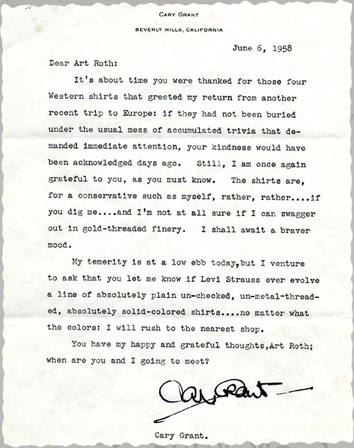 CARY GRANT
BEVERLY HILLS, CALIFORNIA
June 6, 1958
Dear Art Roth:
It's about time you were thanked for those four
Western shirts that greeted my return from another
recent trip to Europe: if they had not been buried
under the usual mess of accumulated trivia that de-
manded immediate attention, your kindness would have
been acknowledged days ago. Still, I am once again
grateful to you, as you must know. The shirts are,
for a conservative such as myself, rather, rather....if
you dig me....and I'm not at all sure if I can swagger
out in gold-threaded finery. I shall await a braver
mood.
My temerity is at a low ebb today,but I venture
to ask that you let me know if Levi Strauss ever evolve
a line of absolutely plain un-checked, un-metal-thread-
ed, absolutely solid-colored shirts....no matter what
the colors: I will rush to the nearest shop.
You have my happy and grateful thoughts,Art Roth;
when are you and I going to meet?
Cary Grant
Cary Grant.